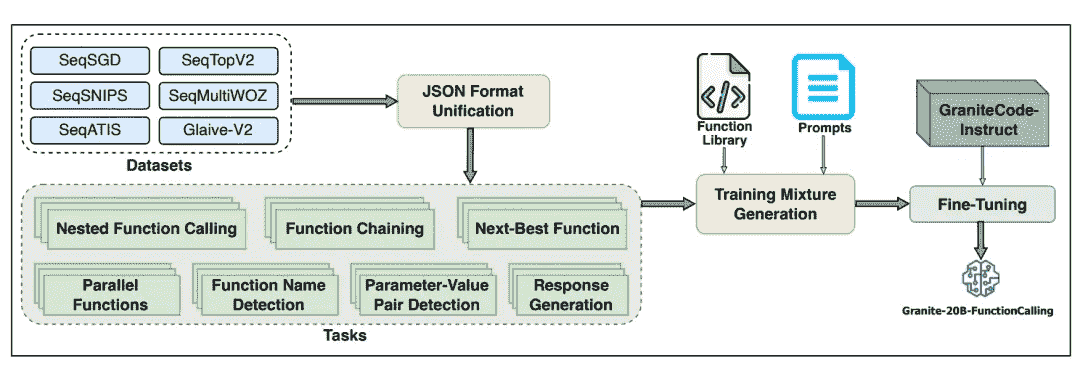 SeqSGD
SeqTopV2
SeqSNIPS
SeqMultiWOZ
SeqATIS
Glaive-V2
Datasets
JSON Format
Unification
Nested Function Calling
Function Chaining
Next-Best Function
Parallel
Functions
Function Name
Detection
Parameter-Value
Pair Detection
Response
Generation
Tasks
Function
Library
Prompts
Training Mixture
Generation
GraniteCode-
Instruct
Fine-Tuning
Granite-20B-FunctionCalling